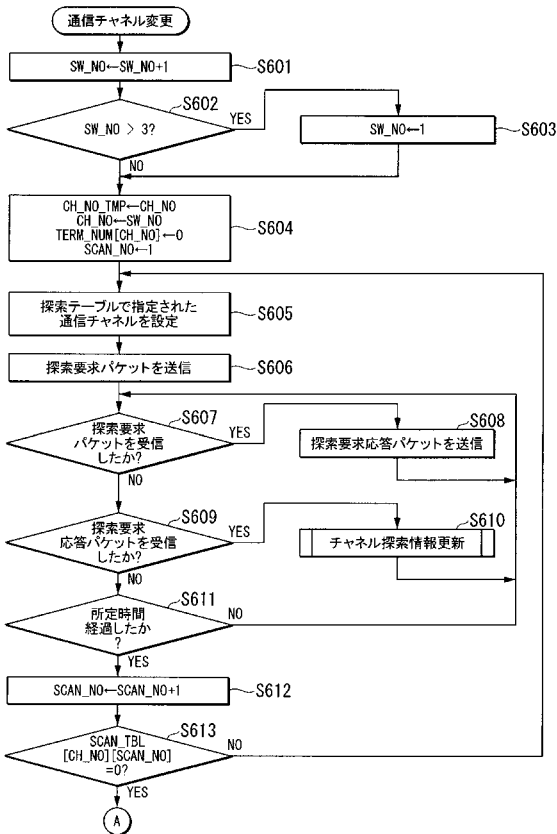 通信チャネル変更
SW_NO←SW_NO+1
S601
S602
SW_NO > 3?
YES
NO
SW_NO←1
S603
CH_NO_TMP←CH_NO
CH_NO←SW_NO
TERM_NUM[CH_NO]←0
SCAN_NO←1
S604
探索テーブルで指定された
通信チャネルを設定
S605
探索要求パケットを送信
S606
S607
探索要求
パケットを受信
したか?
YES
NO
S608
探索要求応答パケットを送信
S609
探索要求
応答パケットを受信
したか?
YES
NO
S610
チャネル探索情報更新
S611
所定時間
経過したか
?
NO
YES
SCAN_NO←SCAN_NO+1
S612
S613
SCAN_TBL
[CH_NO][SCAN_NO]
=0?
NO
YES
A